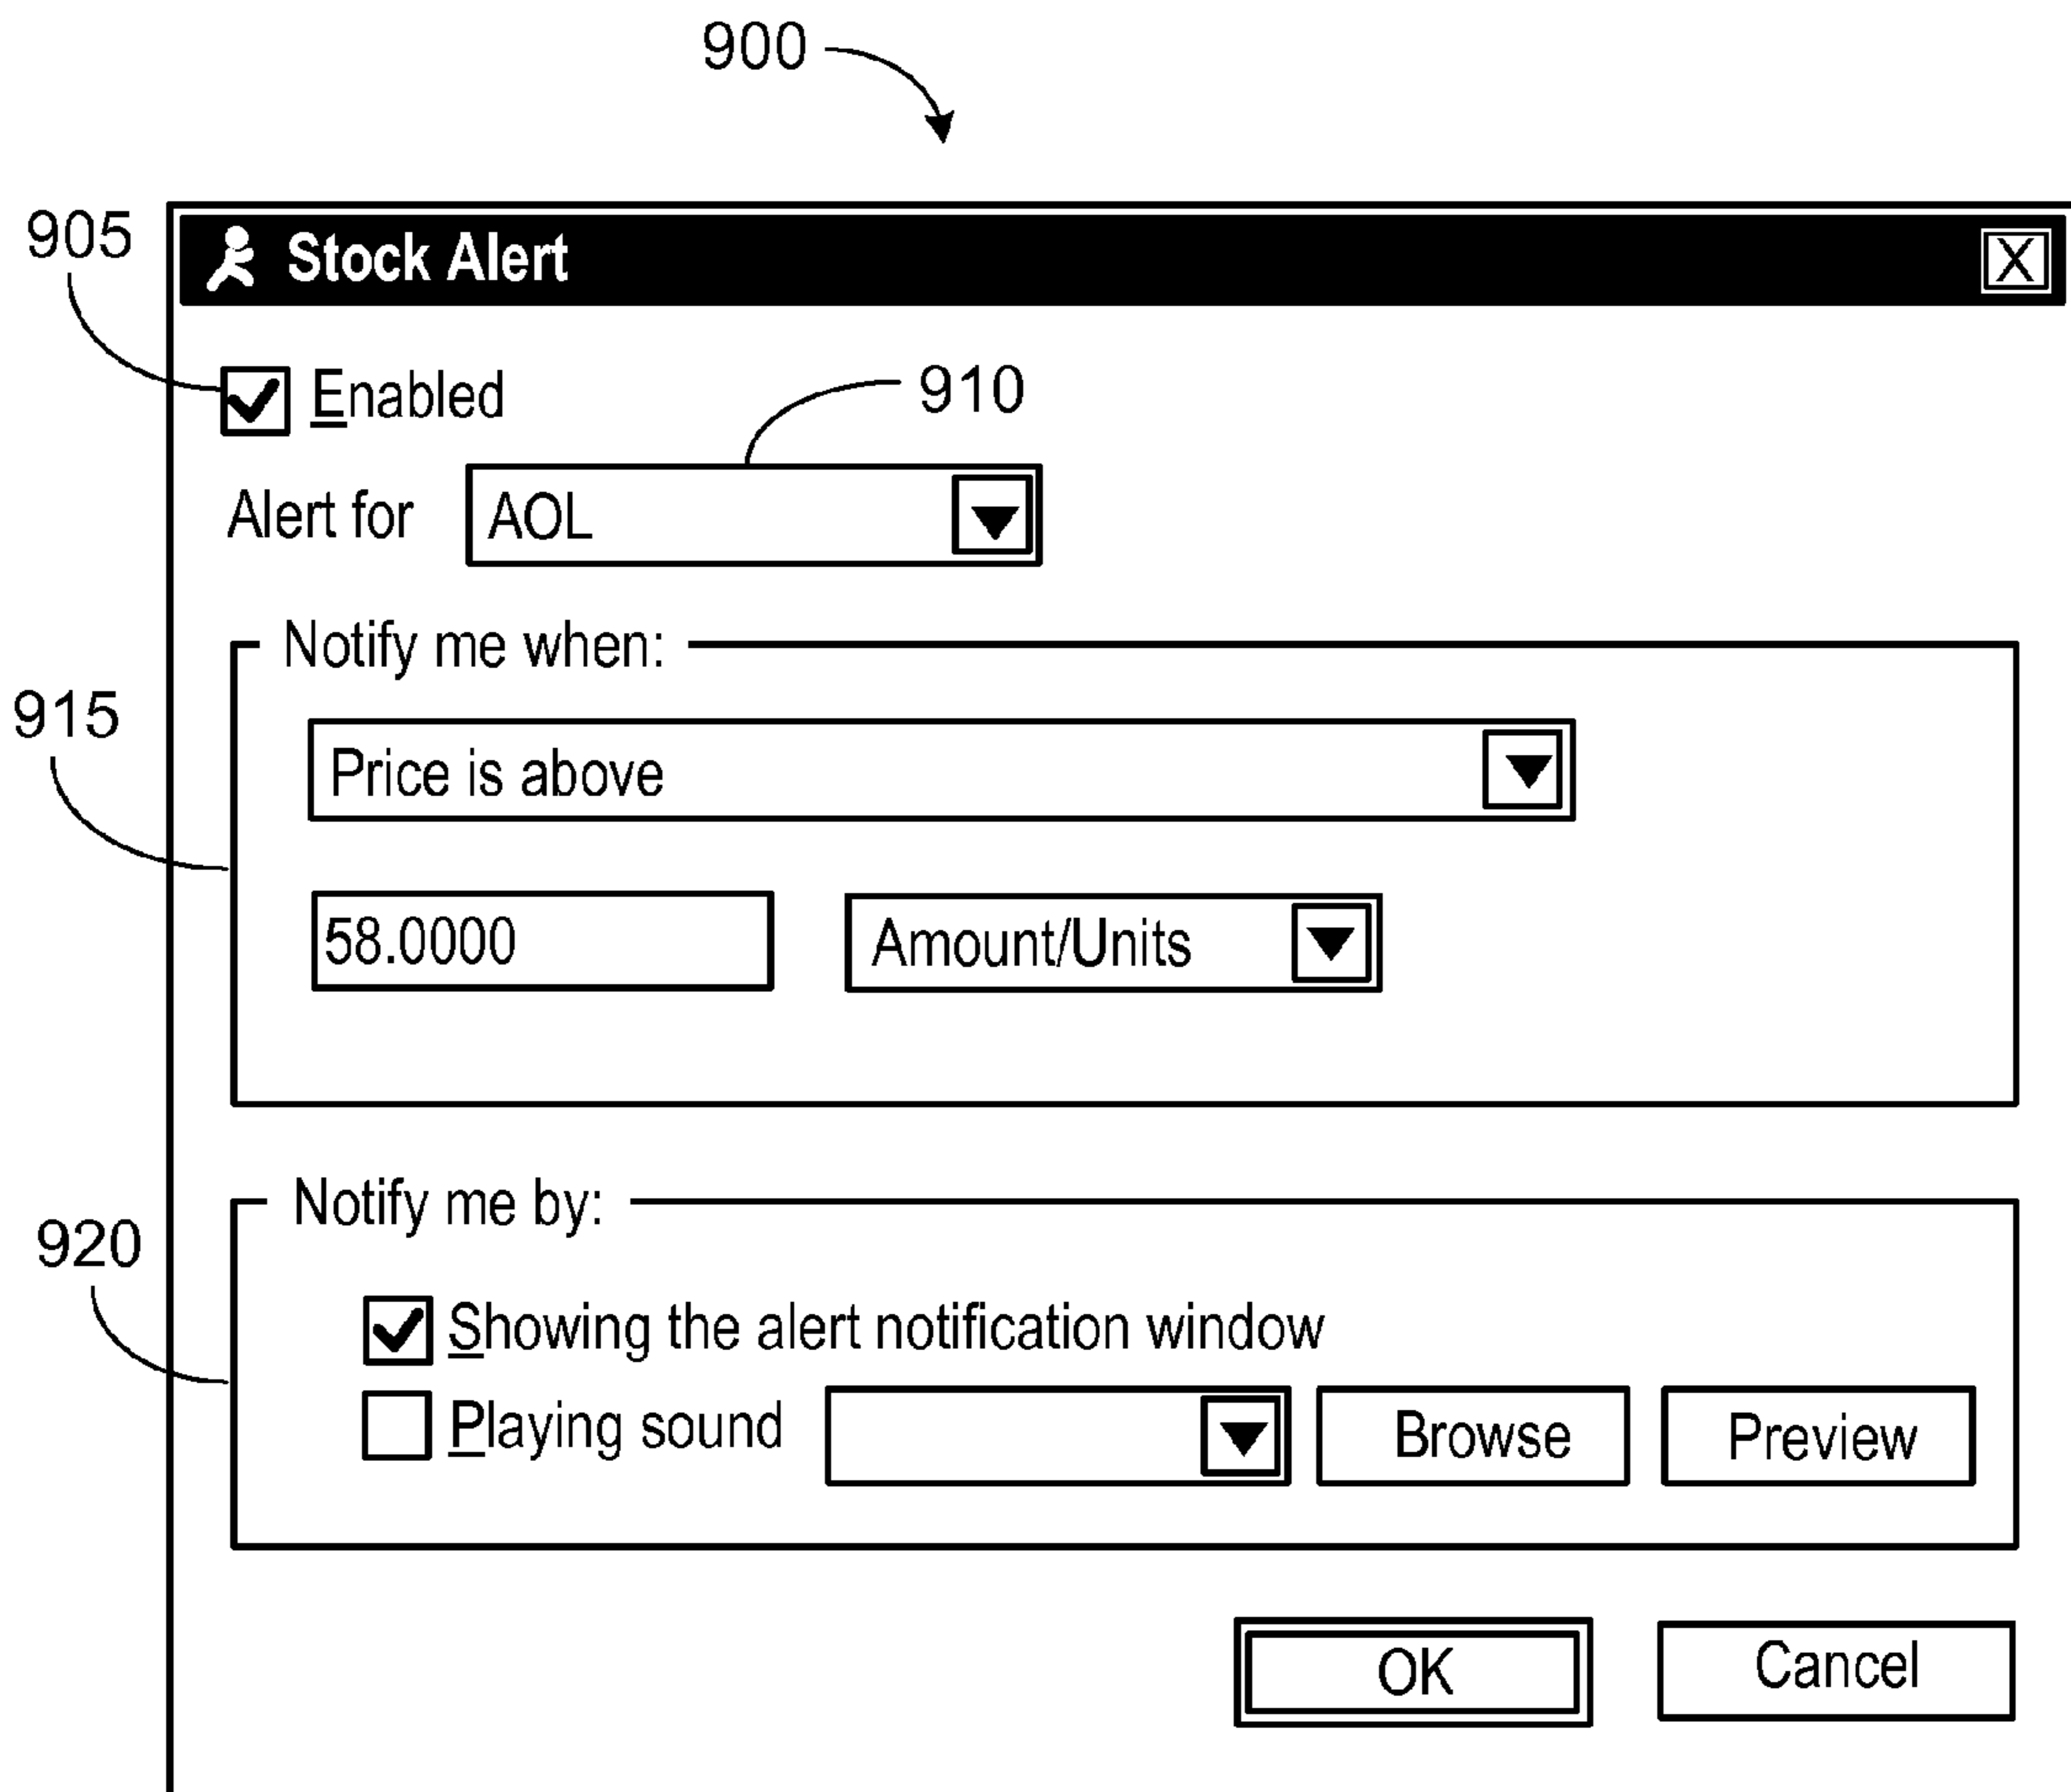 900
905
Stock Alert X
Enabled
910
Alert for AOL
Notify me when:
915
Price is above
58.0000 Amount/Units
Notify me by:
920
Showing the alert notification window
Playing sound Browse Preview
OK Cancel